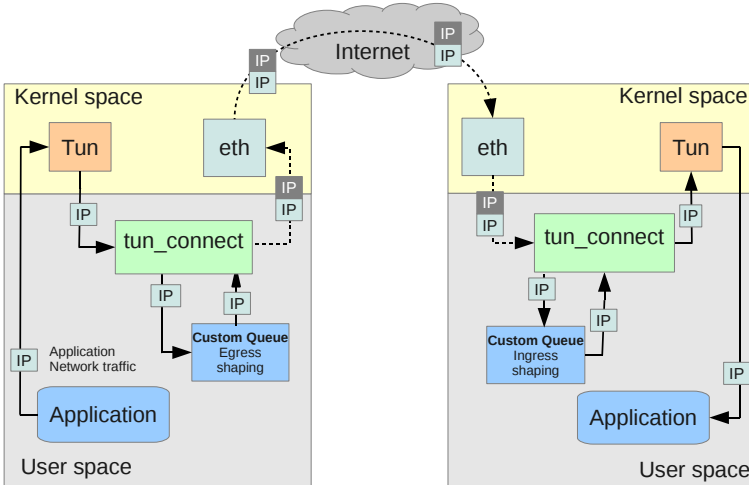 IP
IP
Internet
IP
IP
Kernel space
Tun
eth
IP
IP
IP
tun_connect
IP
IP
Custom Queue
Egress
shaping
IP
Application
Network traffic
Application
User space
Kernel space
eth
Tun
IP
IP
IP
tun_connect
IP
IP
Custom Queue
Ingress
shaping
IP
Application
User space